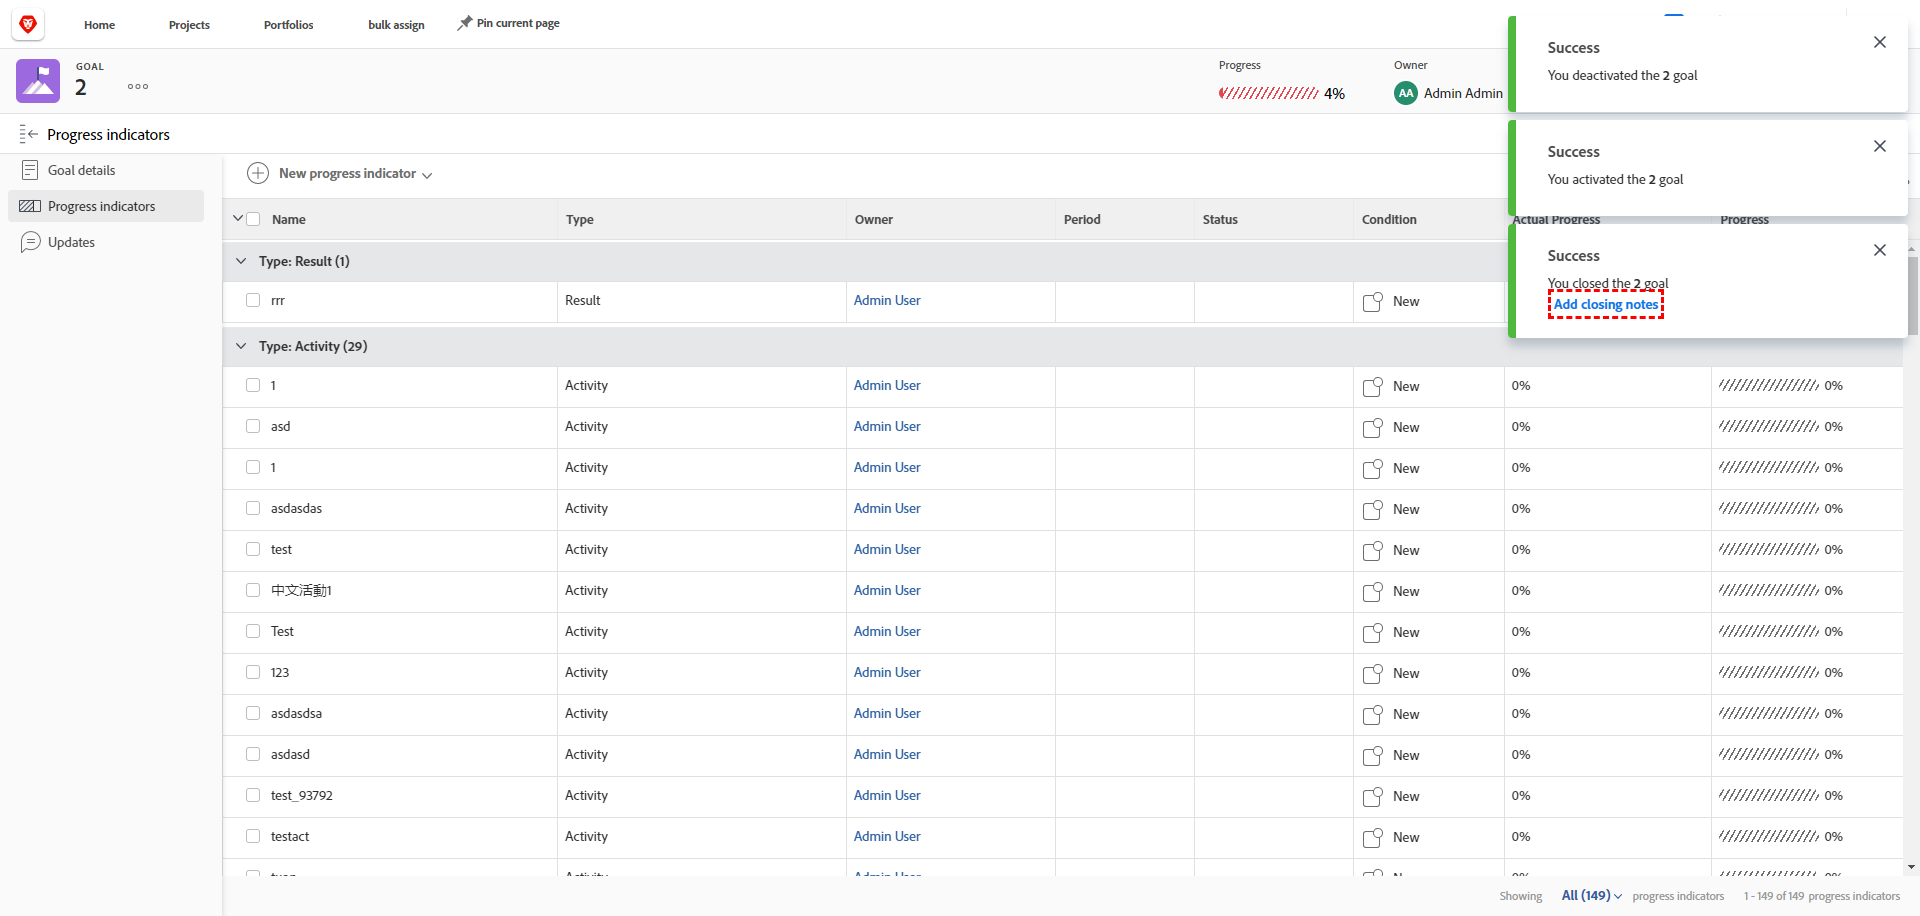 Home Projects Portfolios bulk assign Pin current page
GOAL
2
Progress
4%
Owner
AA Admin Admin
Success
You deactivated the 2 goal
Success
You activated the 2 goal
Success
You closed the 2 goal
Add closing notes
Progress indicators
Goal details
Progress indicators
Updates
New progress indicator
Name Type Owner Period Status Condition Actual Progress Progress
Type: Result (1)
rrr Result Admin User New
Type: Activity (29)
1 Activity Admin User New 0% 0%
asd Activity Admin User New 0% 0%
1 Activity Admin User New 0% 0%
asdasdas Activity Admin User New 0% 0%
test Activity Admin User New 0% 0%
中文活動1 Activity Admin User New 0% 0%
Test Activity Admin User New 0% 0%
123 Activity Admin User New 0% 0%
asdasdsa Activity Admin User New 0% 0%
asdasd Activity Admin User New 0% 0%
test_93792 Activity Admin User New 0% 0%
testact Activity Admin User New 0% 0%
Activity Admin User New 0% 0%
Showing All (149) progress indicators 1 - 149 of 149 progress indicators